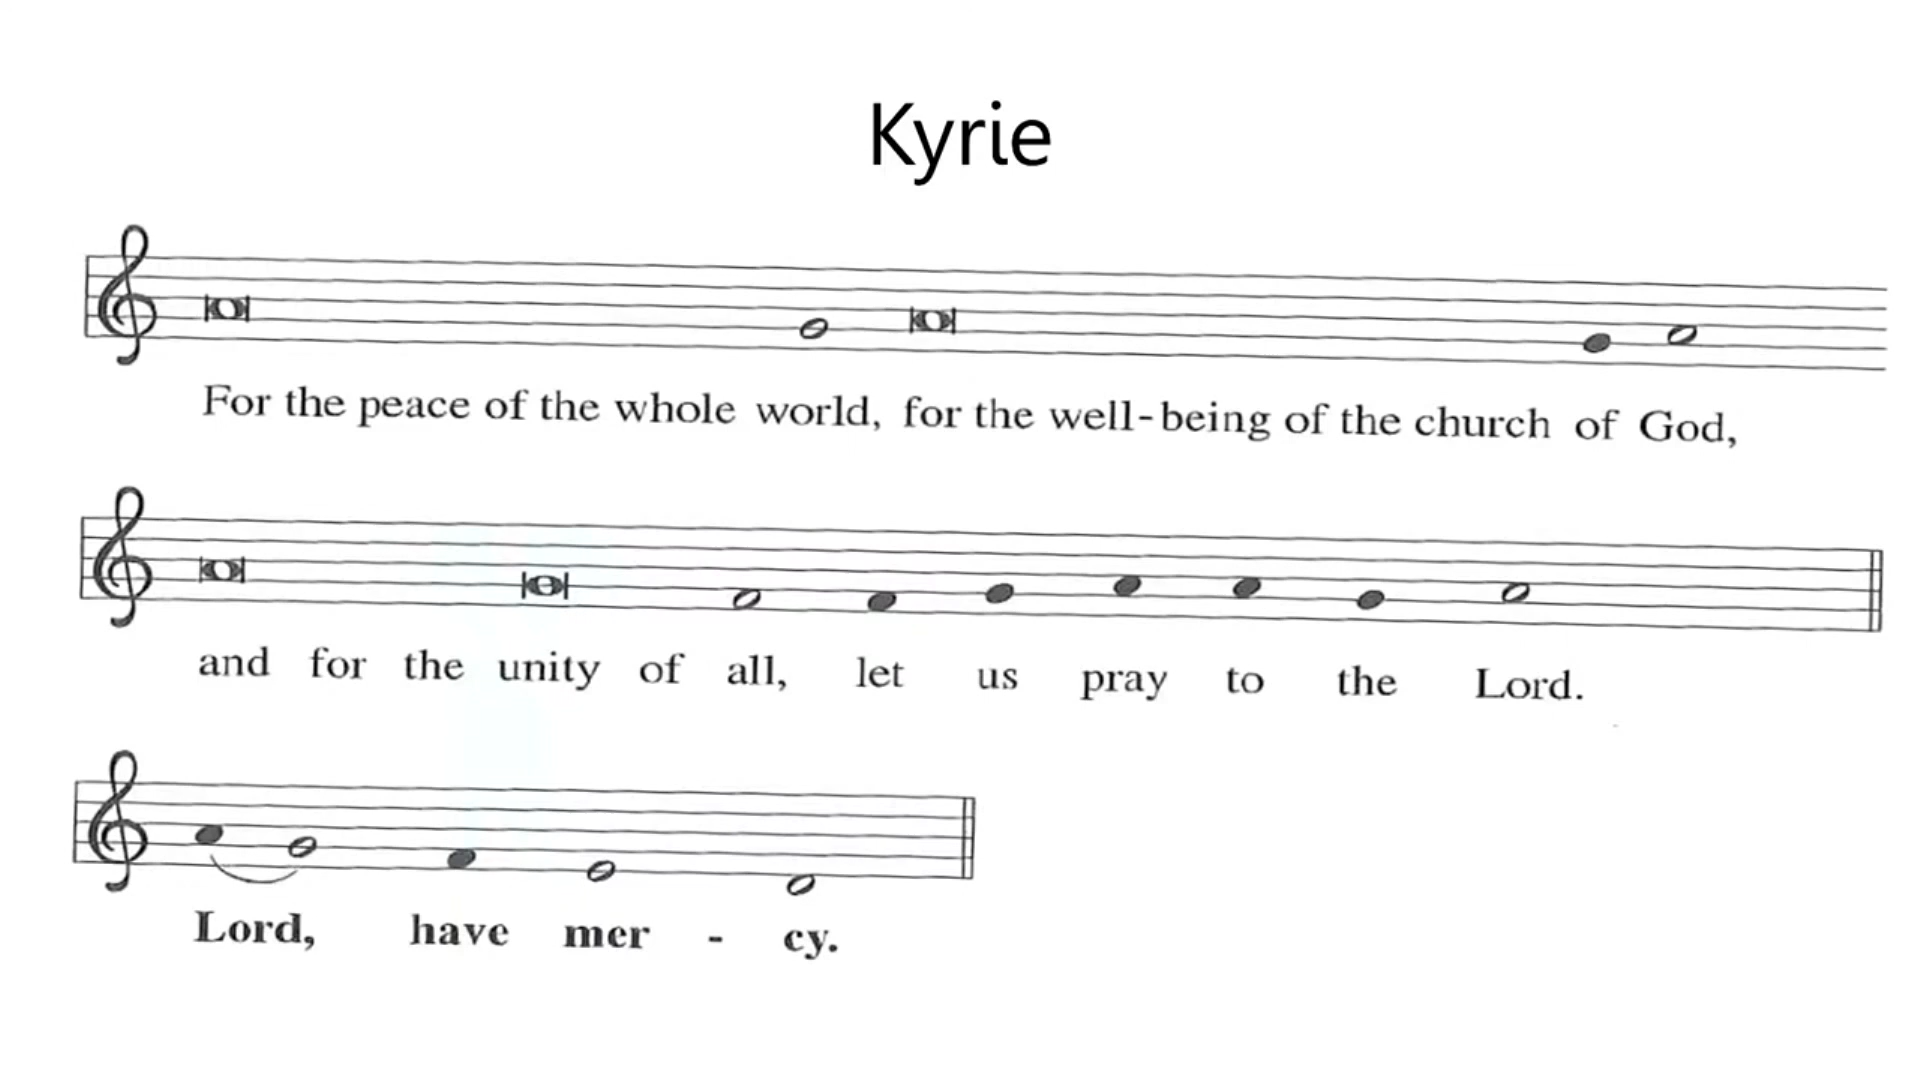 Kyrie
For the peace of the whole world, for the well-being of the church of God,
and for the unity of all, let us pray to the Lord.
Lord, have mer - cy.